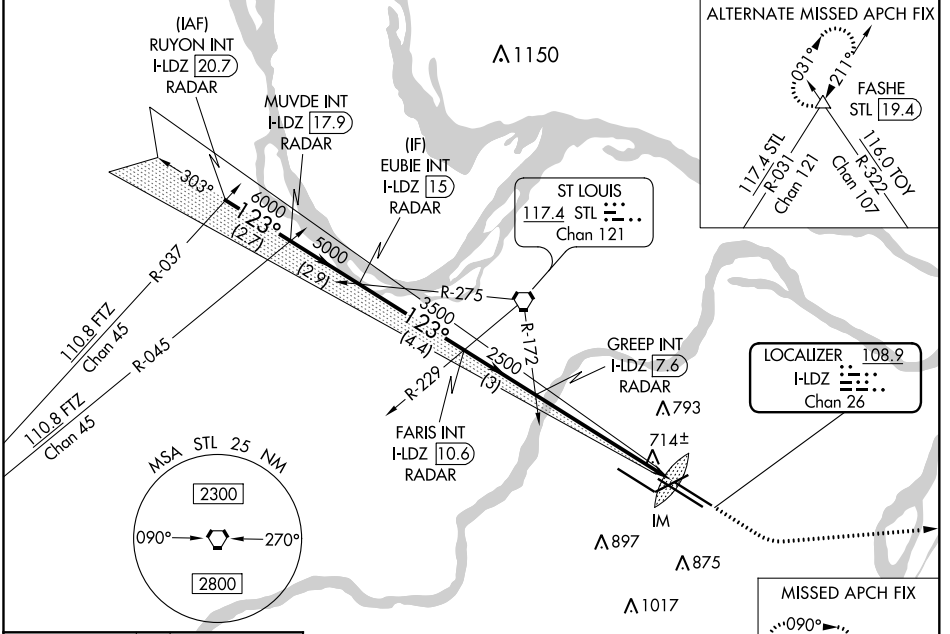 (IAF)
RUYON INT
I-LDZ 20.7
RADAR
MUVDE INT
I-LDZ 17.9
RADAR
(IF)
EUBIE INT
I-LDZ 15
RADAR
1150
ALTERNATE MISSED APCH FIX
031°
211°
FASHE
STL 19.4
117.4 STL
R-031
Chan 121
116.0 TOY
R-322
Chan 107
303°
6000
123°
(2.7)
5000
(2.9)
ST LOUIS
117.4 STL
Chan 121
R-275
3500
123°
(4.4)
R-172
2500
(3)
R-229
R-037
110.8 FTZ
Chan 45
R-045
110.8 FTZ
Chan 45
GREEP INT
I-LDZ 7.6
RADAR
LOCALIZER 108.9
I-LDZ
Chan 26
793
714±
FARIS INT
I-LDZ 10.6
RADAR
IM
MSA STL 25 NM
2300
090°
270°
2800
897
875
1017
MISSED APCH FIX
090°